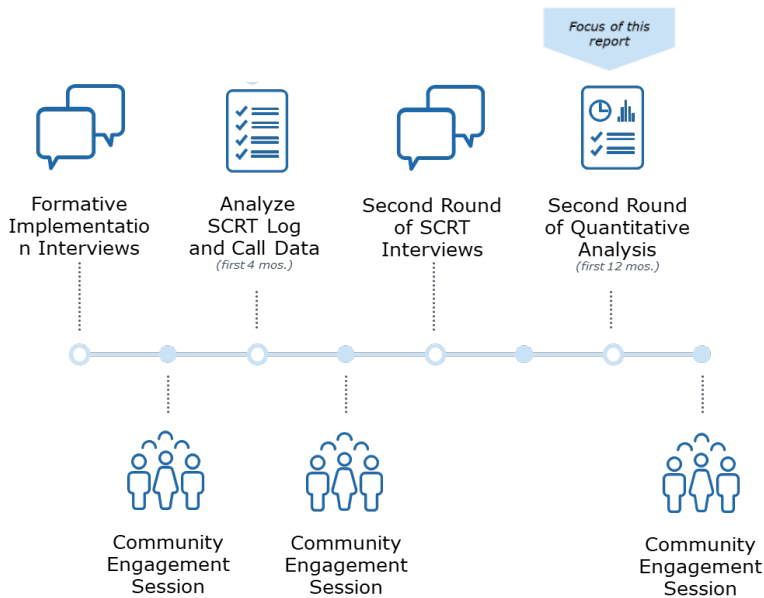 Focus of this
report
Formative
Implementatio
n Interviews
Analyze
SCRT Log
and Call Data
(first 4 mos.)
Second Round
of SCRT
Interviews
Second Round
of Quantitative
Analysis
(first 12 mos.)
Community
Engagement
Session
Community
Engagement
Session
Community
Engagement
Session